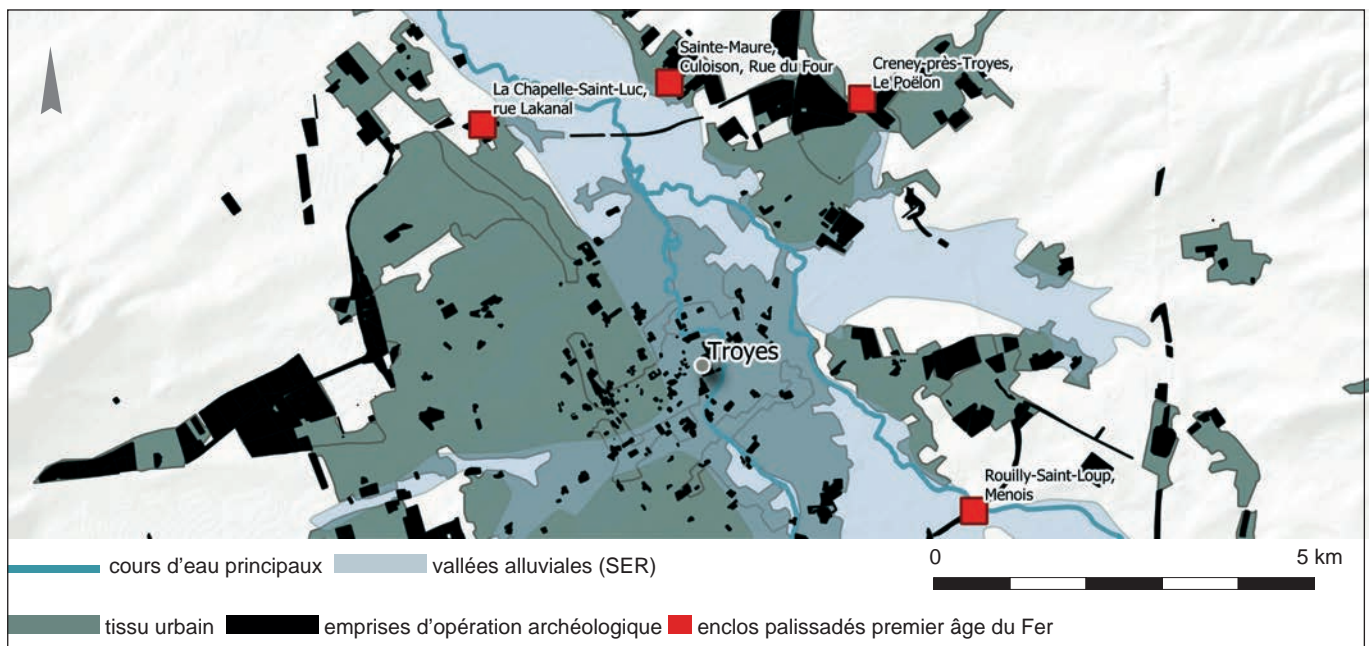 Sainte-Maure,
Culoison, Rue du Four
Creney-près-Troyes,
Le Poëlon
La Chapelle-Saint-Luc,
rue Lakanal
Troyes
Rouilly-Saint-Loup,
Menois
cours d'eau principaux
vallées alluviales (SER)
0
5 km
tissu urbain
emprises d'opération archéologique
enclos palissadés premier âge du Fer